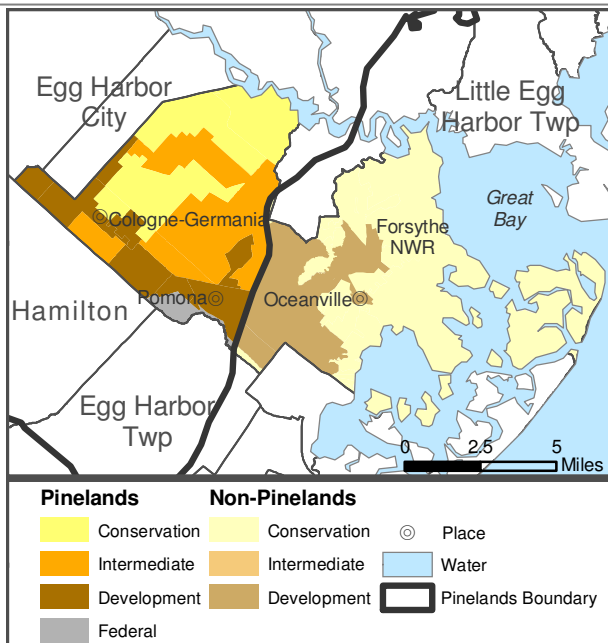 Egg Harbor
City
Little Egg
Harbor Twp
Great
Bay
Cologne-Germania
Forsythe
NWR
Pomona
Oceanville
Hamilton
Egg Harbor
Twp
0 2.5 5
Miles
Pinelands Non-Pinelands
Conservation Conservation Place
Intermediate Intermediate Water
Development Development Pinelands Boundary
Federal